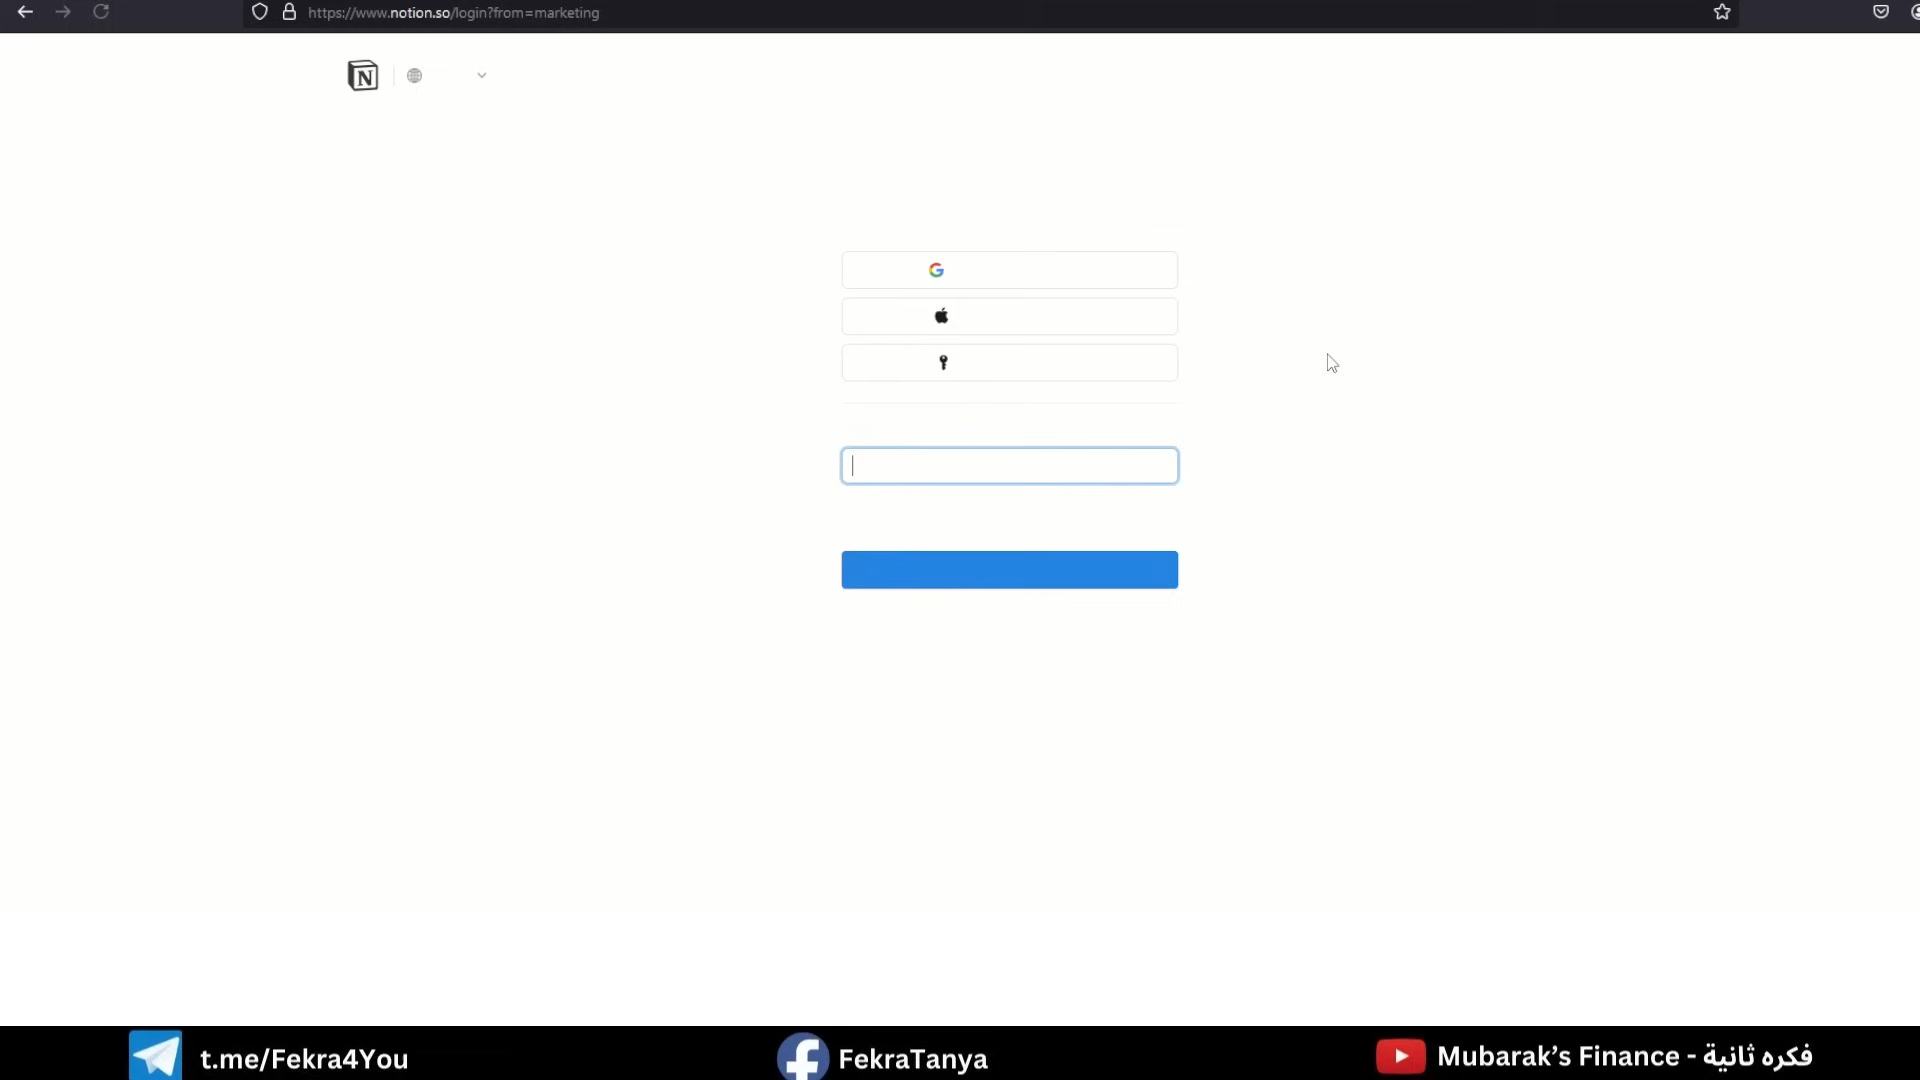 https://www.notion.so/login?from=marketing
N
t.me/Fekra4You
FekraTanya
Mubarak’s Finance - فكره ثانية